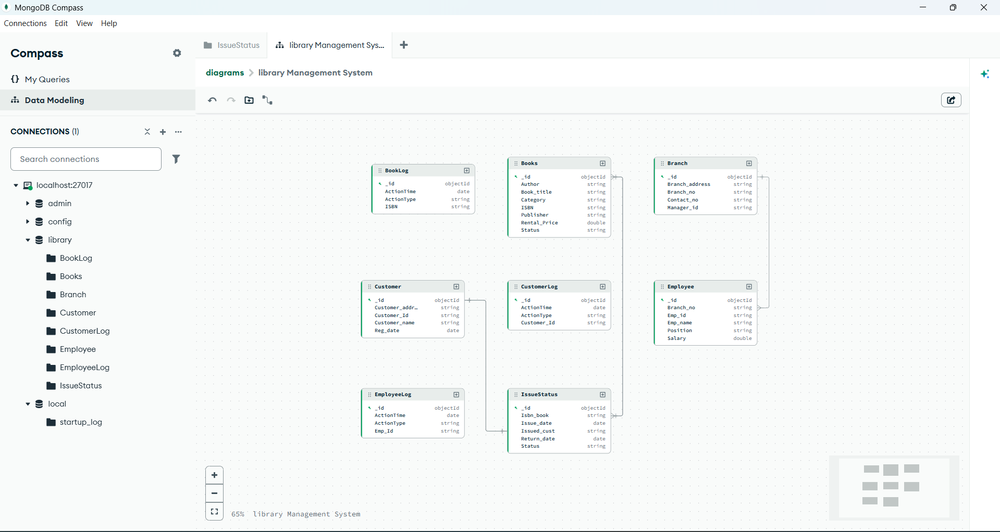 MongoDB Compass
Connections Edit View Help
Compass
My Queries
Data Modeling
CONNECTIONS (1)
Search connections
localhost:27017
admin
config
library
BookLog
Books
Branch
Customer
CustomerLog
Employee
EmployeeLog
IssueStatus
local
startup_log
IssueStatus
library Management Sys...
diagrams library Management System
BookLog
_id objectId
ActionTime date
ActionType string
ISBN string
Books
_id objectId
Author string
Book_title string
Category string
ISBN string
Publisher string
Rental_Price double
Status string
Branch
_id objectId
Branch_address string
Branch_no string
Contact_no string
Manager_id string
Customer
_id objectId
Customer_addr… string
Customer_Id string
Customer_name string
Reg_date date
CustomerLog
_id objectId
ActionTime date
ActionType string
Customer_Id string
Employee
_id objectId
Branch_no string
Emp_id string
Emp_name string
Position string
Salary double
EmployeeLog
_id objectId
ActionTime date
ActionType string
Emp_Id string
IssueStatus
_id objectId
Isbn_book string
Issue_date date
Issued_cust string
Return_date date
Status string
65% library Management System